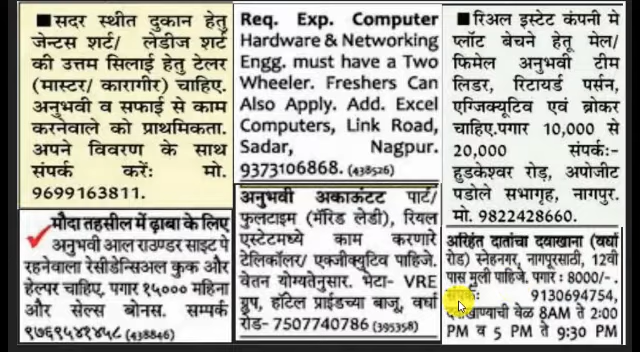 सदर स्थीत दुकान हेतु
जेन्टस शर्ट/ लेडीज शर्ट
की उत्तम सिलाई हेतु टेलर
(मास्टर/ कारागीर) चाहिए.
अनुभवी व सफाई से काम
करनेवाले को प्राथमिकता.
अपने विवरण के साथ
संपर्क करें: मो.
9699163811.
मौदा तहसील में ढ़ाबा के लिए
अनुभवी आल राऊण्डर साइट पे
रहनेवाला रेसीडेन्सिअल कुक और
हेल्पर चाहिए. पगार १५००० महिना
और सेल्स बोनस. सम्पर्क
९७६९५४१४५८ (438846)
Req. Exp. Computer
Hardware & Networking
Engg. must have a Two
Wheeler. Freshers Can
Also Apply. Add. Excel
Computers, Link Road,
Sadar, Nagpur.
9373106868. (438526)
अनुभवी अकाऊंटट पार्ट/
फुलटाइम (मॅरिड लेडी), रियल
एस्टेटमध्ये काम करणारे
टेलिकॉलर/ एक्जीक्युटिव पाहिजे.
वेतन योग्यतेनुसार. भेटा- VRE
ग्रुप, हॉटेल प्राईडच्या बाजू, वर्धा
रोड- 7507740786 (395358)
रिअल इस्टेट कंपनी मे
प्लॉट बेचने हेतू मेल/
फिमेल अनुभवी टीम
लिडर, रिटायर्ड पर्सन,
एग्जिक्यूटिव एवं ब्रोकर
चाहिए.पगार 10,000 से
20,000 संपर्क:-
हुडकेश्वर रोड़, अपोजीट
पडोले सभागृह, नागपुर.
मो. 9822428660.
अरिहंत दातांचा दवाखाना (वर्धा
रोड) स्नेहनगर, नागपूरसाठी, 12वी
पास मुली पाहिजे. पगार : 8000/- .
संपर्क: 9130694754,
दवाखाण्याची वेळ 8AM ते 2:00
PM व 5 PM ते 9:30 PM